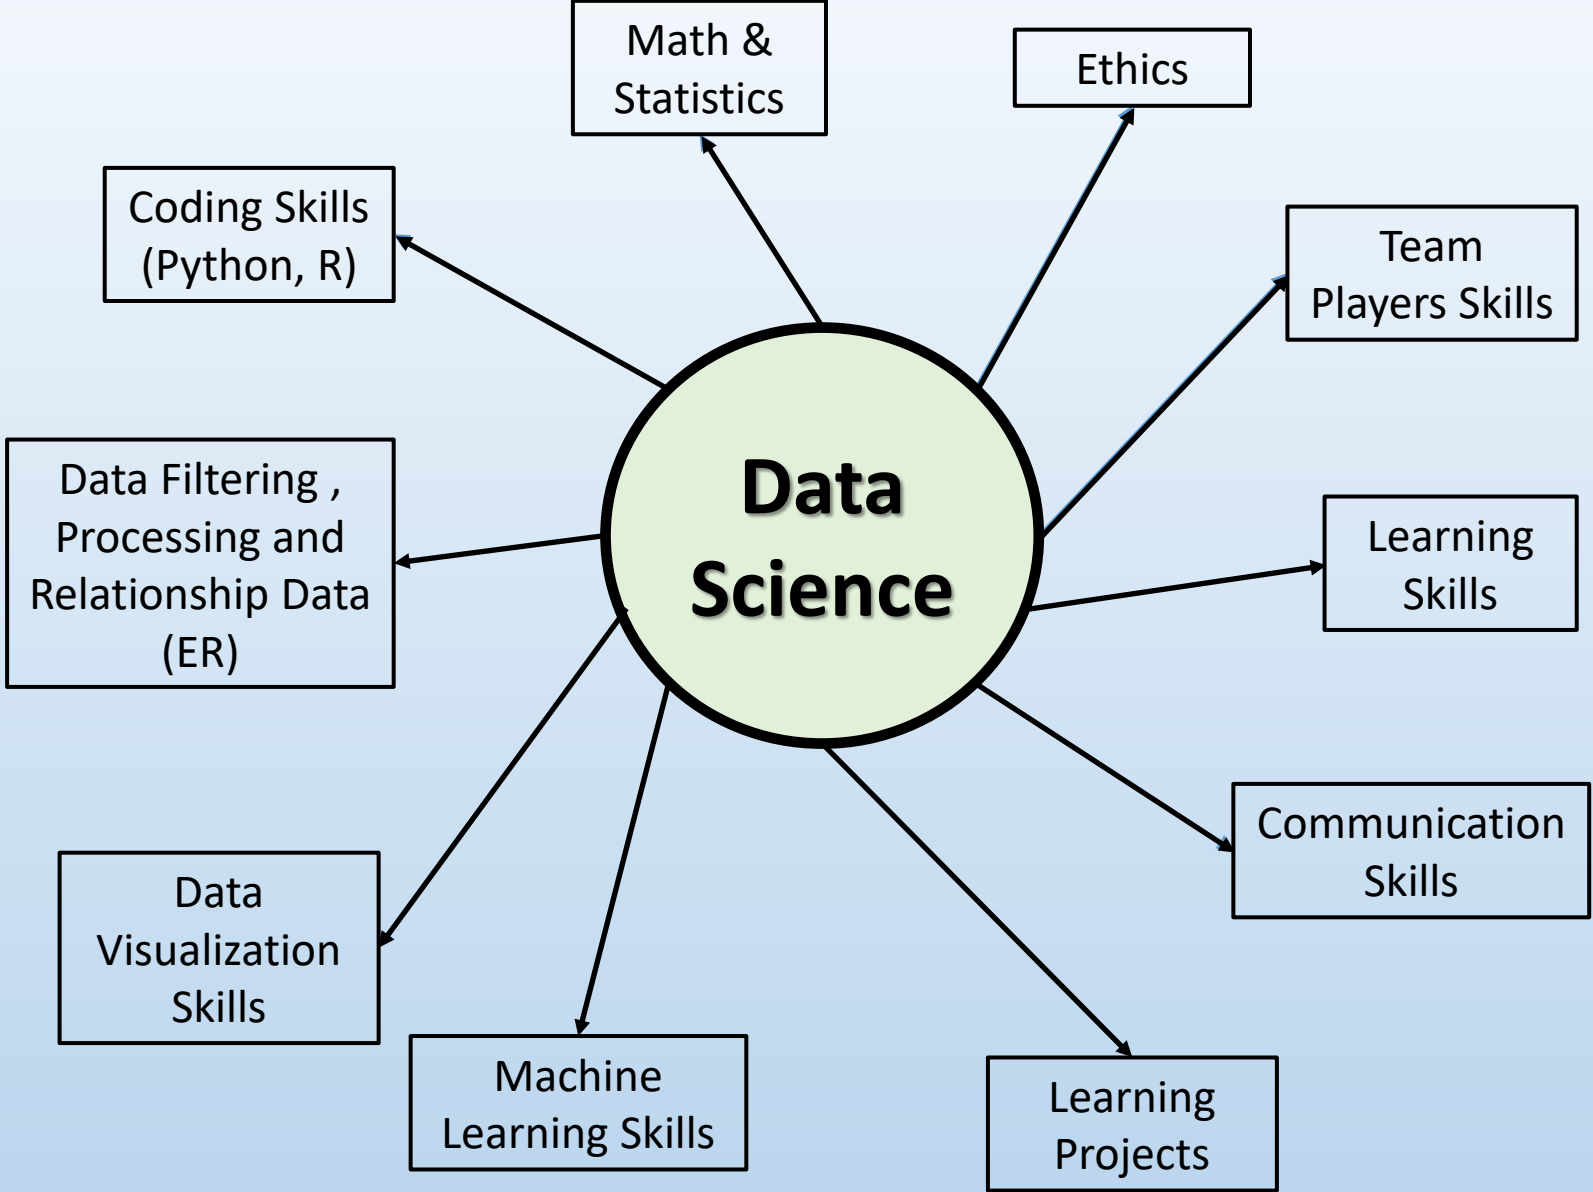 Math &
Statistics
Ethics
Coding Skills
(Python, R)
Team
Players Skills
Data Filtering ,
Processing and
Relationship Data
(ER)
Data
Science
Learning
Skills
Communication
Skills
Data
Visualization
Skills
Machine
Learning Skills
Learning
Projects